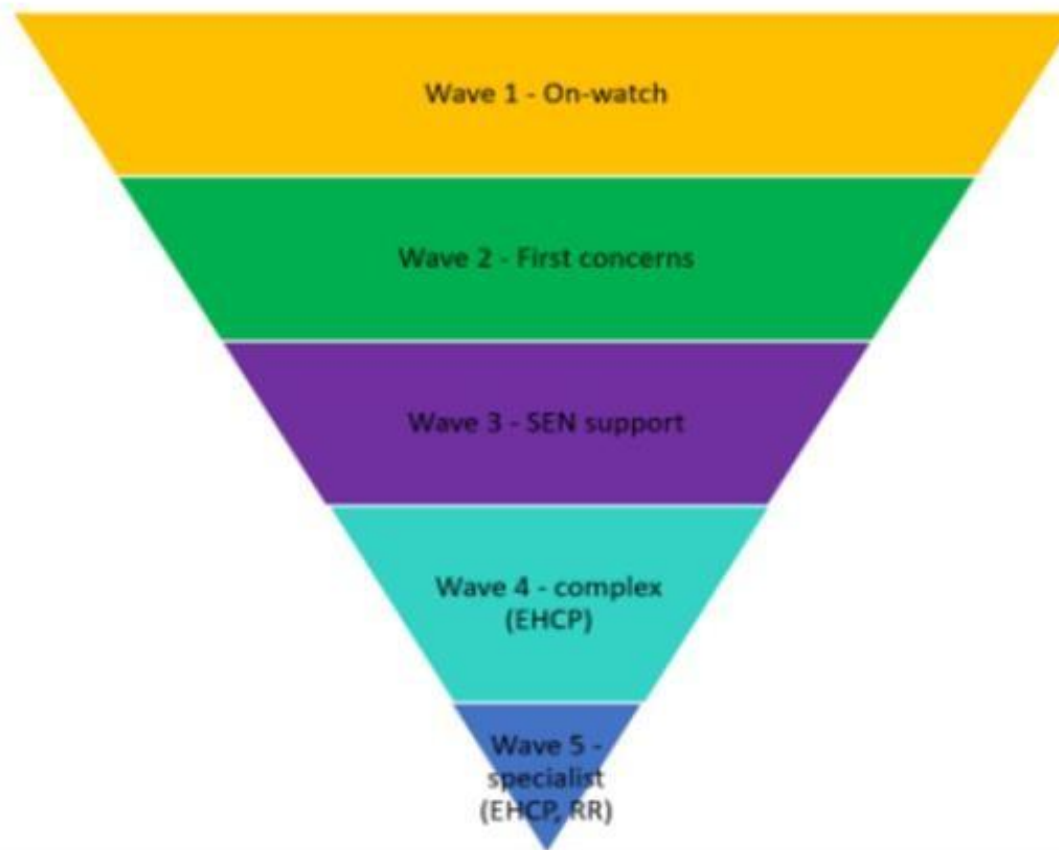 Wave 1 - On-watch
Wave 2 - First concerns
Wave 3 - SEN support
Wave 4 - complex
(EHCP)
Wave 5 -
specialist
(EHCP, RR)